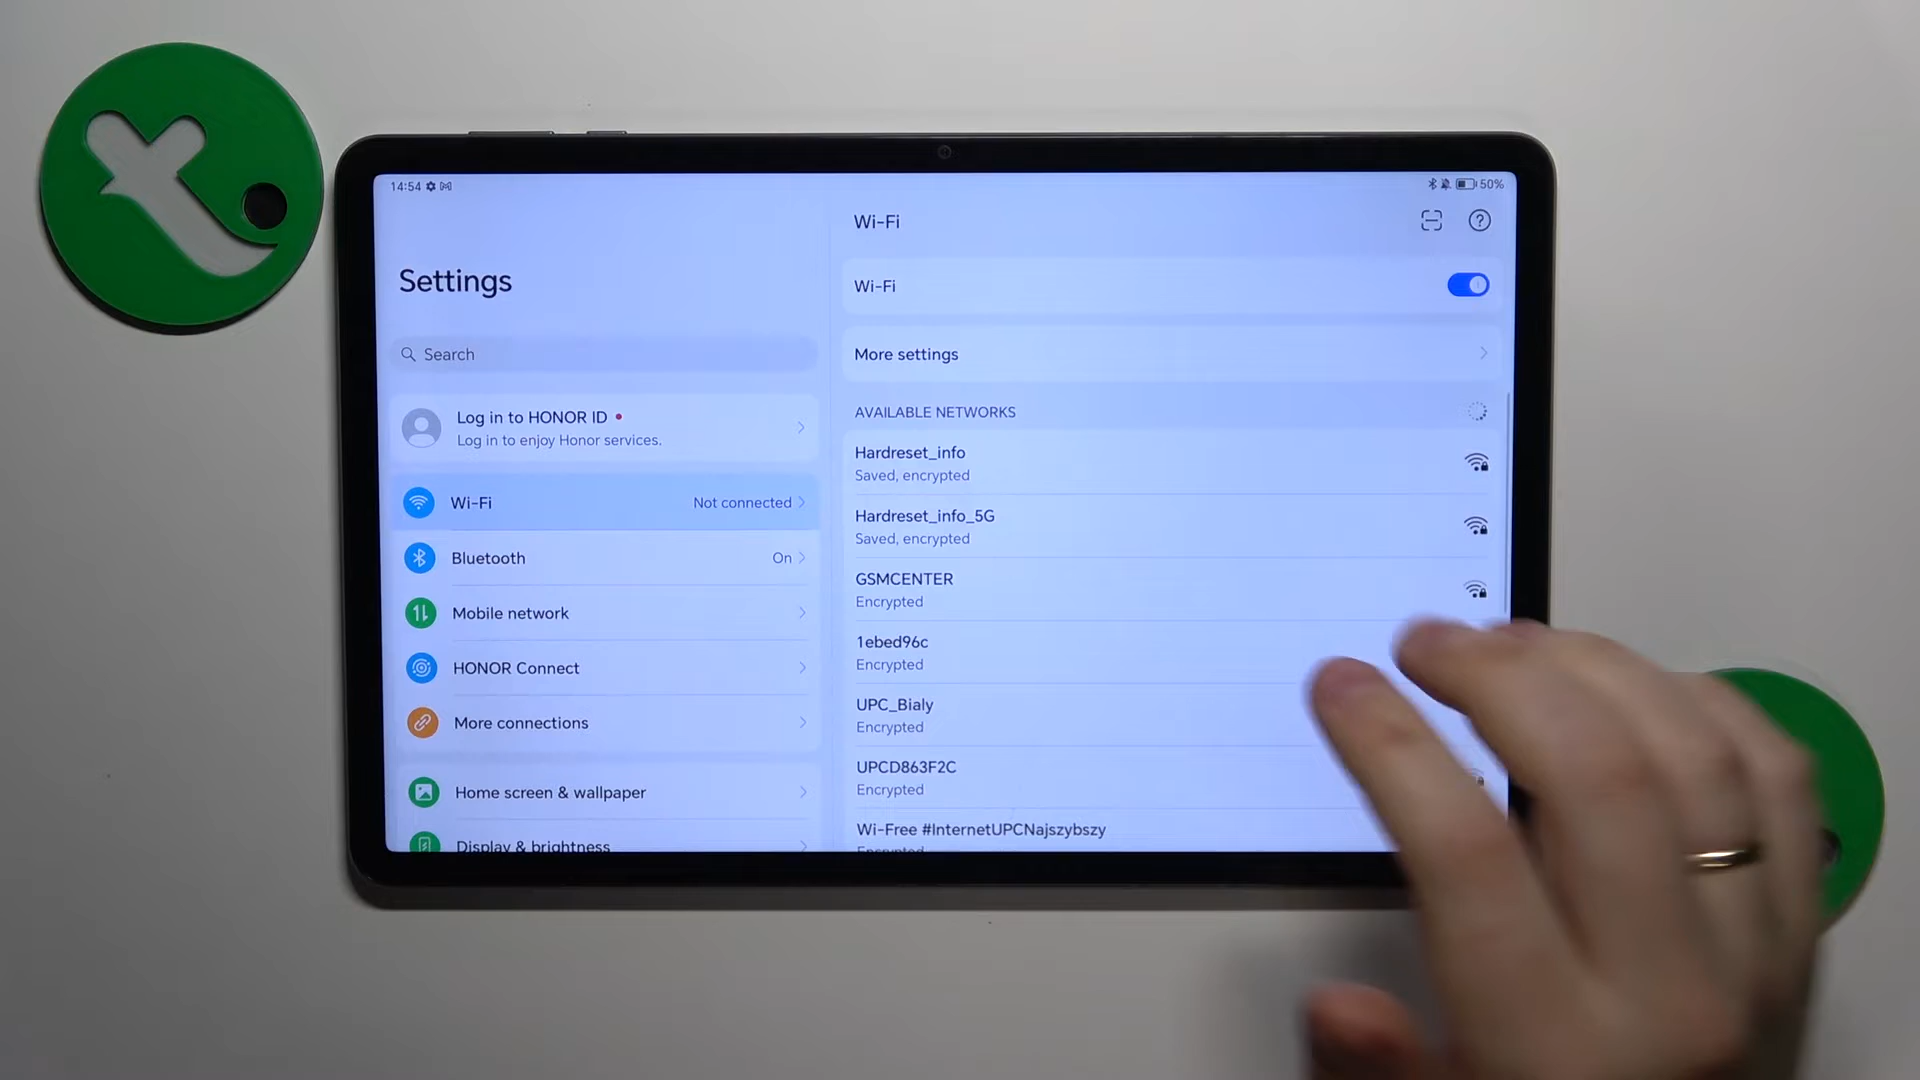 14:54
50%
Settings
Search
Log in to HONOR ID
Log in to enjoy Honor services.
Wi-Fi
Not connected
Bluetooth
On
Mobile network
HONOR Connect
More connections
Home screen & wallpaper
Display & brightness
Wi-Fi
Wi-Fi
More settings
AVAILABLE NETWORKS
Hardreset_info
Saved, encrypted
Hardreset_info_5G
Saved, encrypted
GSMCENTER
Encrypted
1ebed96c
Encrypted
UPC_Bialy
Encrypted
UPCD863F2C
Encrypted
Wi-Free #InternetUPCNajszybszy
Encrypted